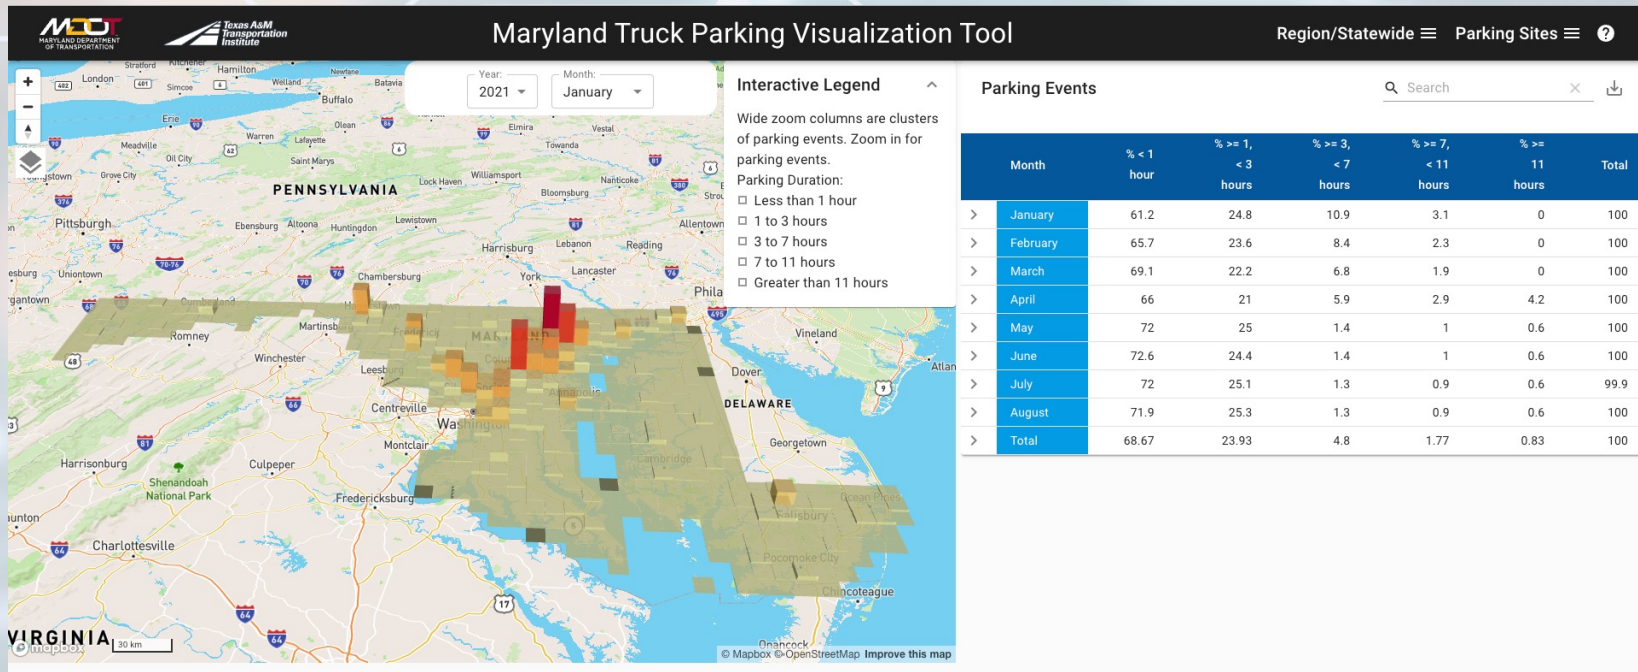 MDOT
MARYLAND DEPARTMENT
OF TRANSPORTATION
Texas A&M
Transportation
Institute
Maryland Truck Parking Visualization Tool
Region/Statewide
Parking Sites
?
Year:
2021
Month:
January
Interactive Legend
Wide zoom columns are clusters
of parking events. Zoom in for
parking events.
Parking Duration:
Less than 1 hour
1 to 3 hours
3 to 7 hours
7 to 11 hours
Greater than 11 hours
Parking Events
Search
Month % < 1 hour % >= 1, < 3 hours % >= 3, < 7 hours % >= 7, < 11 hours % >= 11 hours Total
January 61.2 24.8 10.9 3.1 0 100
February 65.7 23.6 8.4 2.3 0 100
March 69.1 22.2 6.8 1.9 0 100
April 66 21 5.9 2.9 4.2 100
May 72 25 1.4 1 0.6 100
June 72.6 24.4 1.4 1 0.6 100
July 72 25.1 1.3 0.9 0.6 99.9
August 71.9 25.3 1.3 0.9 0.6 100
Total 68.67 23.93 4.8 1.77 0.83 100
Stratford
Kitchener
Hamilton
London
Simcoe
Welland
Batavia
Buffalo
Erie
Warren
Olean
Elmira
Vestal
Meadville
Lafayette
Towanda
Oil City
Saint Marys
Grove City
Lock Haven
Williamsport
Nanticoke
Bloomsburg
PENNSYLVANIA
Pittsburgh
Ebensburg
Altoona
Huntingdon
Lewistown
Allentown
Harrisburg
Lebanon
Reading
Uniontown
Chambersburg
York
Lancaster
Cumberland
Romney
Frederick
MARYLAND
Vineland
Winchester
Dover
Annapolis
Centreville
DELAWARE
Washington
Montclair
Georgetown
Harrisonburg
Culpeper
Cambridge
Shenandoah
National Park
Fredericksburg
Ocean Pines
Salisbury
Charlottesville
Pocomoke City
Chincoteague
VIRGINIA
Onancock
30 km
mapbox
© Mapbox © OpenStreetMap Improve this map